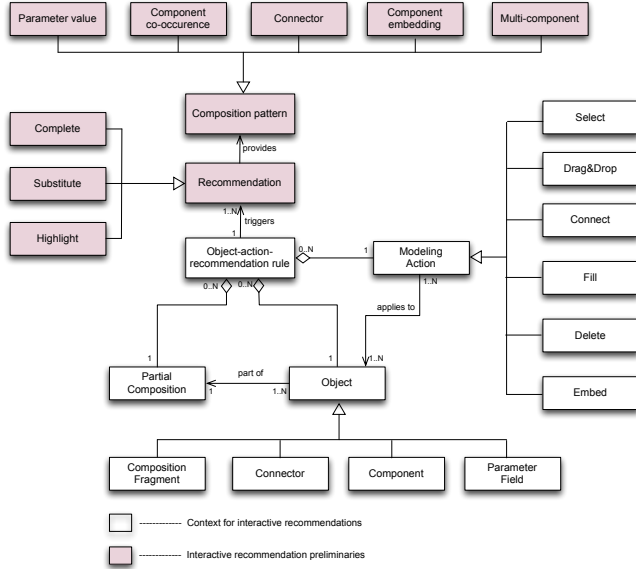 Parameter value
Component
co-occurence
Connector
Component
embedding
Multi-component
Composition pattern
provides
Complete
Substitute
Highlight
Recommendation
1..N
triggers
1
Object-action-
recommendation rule
0..N
1
Modeling
Action
0..N
0..N
1..N
applies to
Select
Drag&Drop
Connect
Fill
Delete
Embed
1
1
1..N
Partial
Composition
part of
1
1..N
Object
Composition
Fragment
Connector
Component
Parameter
Field
------------- Context for interactive recommendations
------------- Interactive recommendation preliminaries